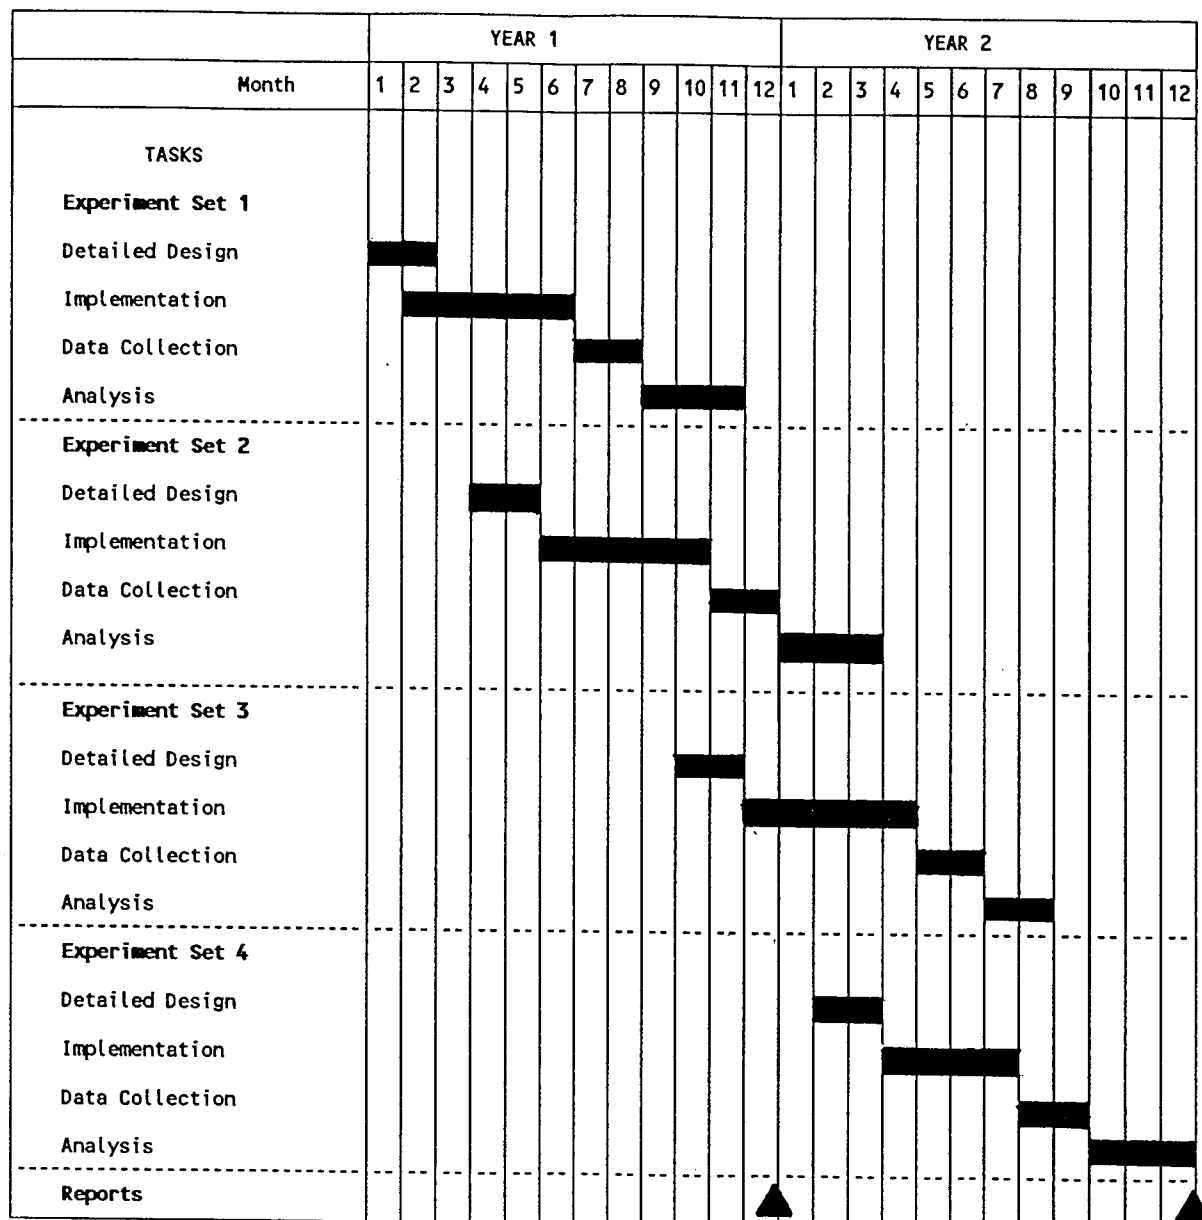 YEAR 1 YEAR 2
Month 1 2 3 4 5 6 7 8 9 10 11 12 1 2 3 4 5 6 7 8 9 10 11 12
TASKS
Experiment Set 1
Detailed Design
Implementation
Data Collection
Analysis
Experiment Set 2
Detailed Design
Implementation
Data Collection
Analysis
Experiment Set 3
Detailed Design
Implementation
Data Collection
Analysis
Experiment Set 4
Detailed Design
Implementation
Data Collection
Analysis
Reports